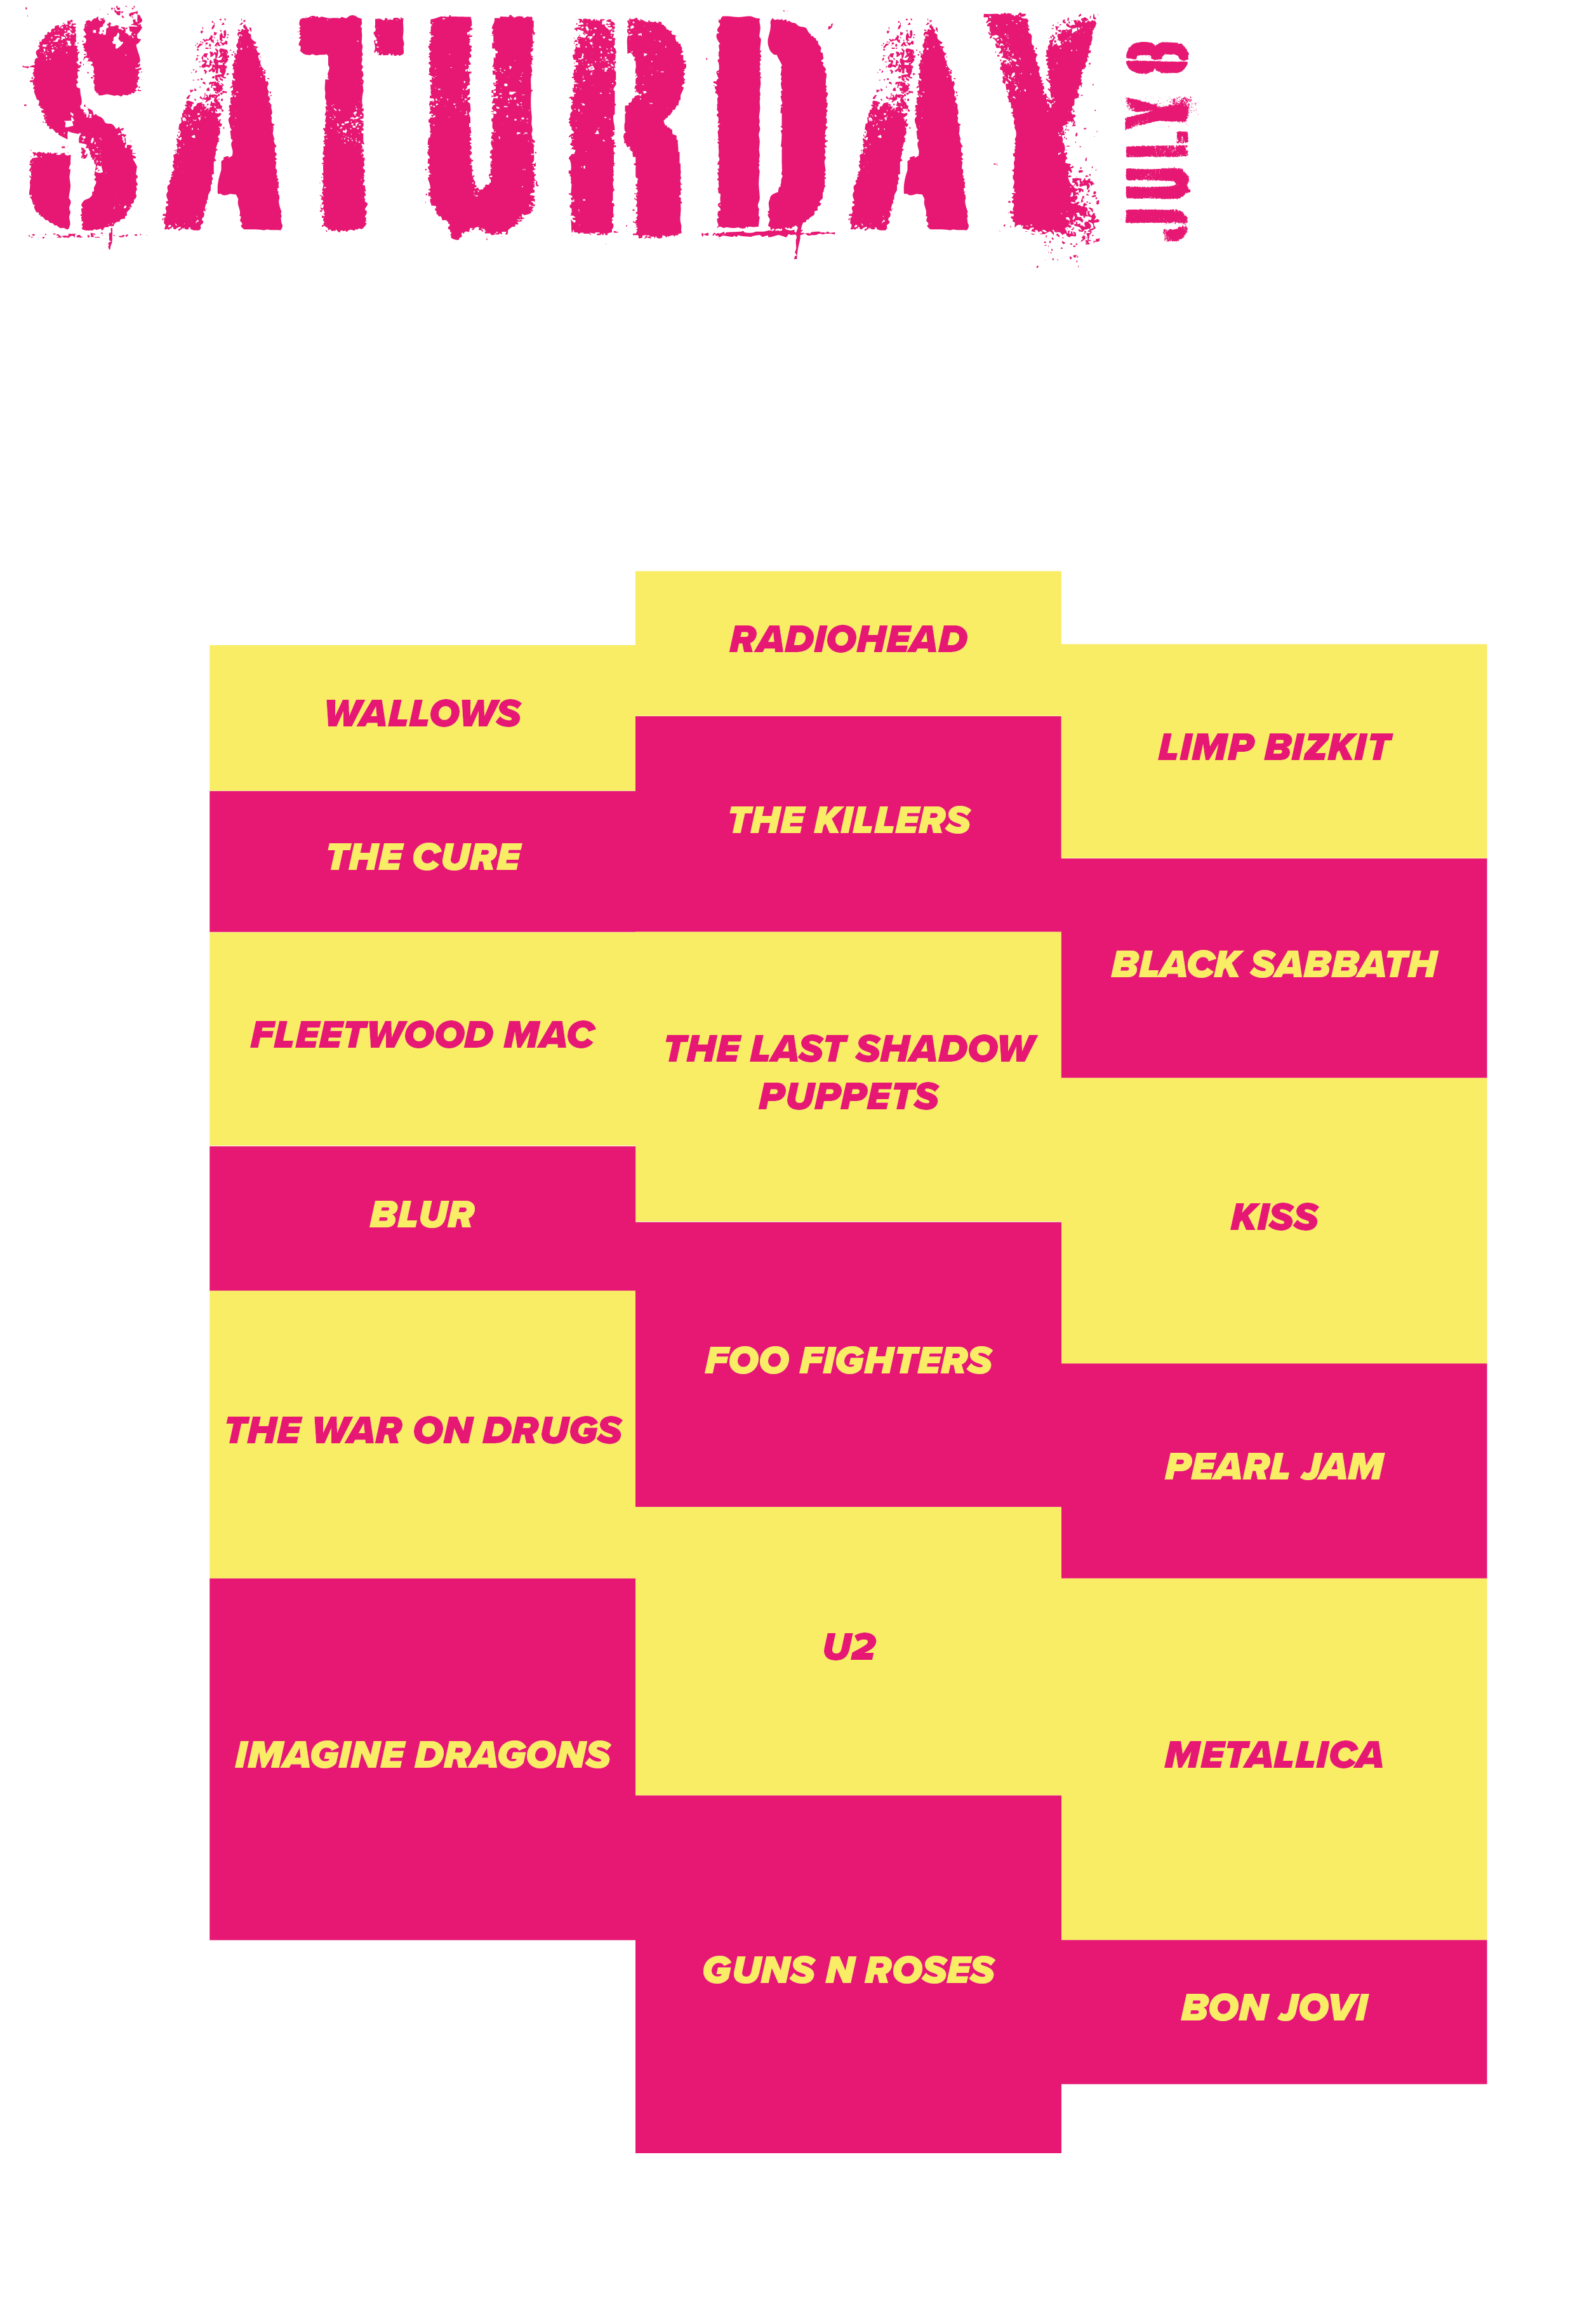 SATURDAY
JULY 8
RADIOHEAD
WALLOWS
LIMP BIZKIT
THE KILLERS
THE CURE
BLACK SABBATH
FLEETWOOD MAC
THE LAST SHADOW
PUPPETS
BLUR
KISS
FOO FIGHTERS
THE WAR ON DRUGS
PEARL JAM
U2
IMAGINE DRAGONS
METALLICA
GUNS N ROSES
BON JOVI